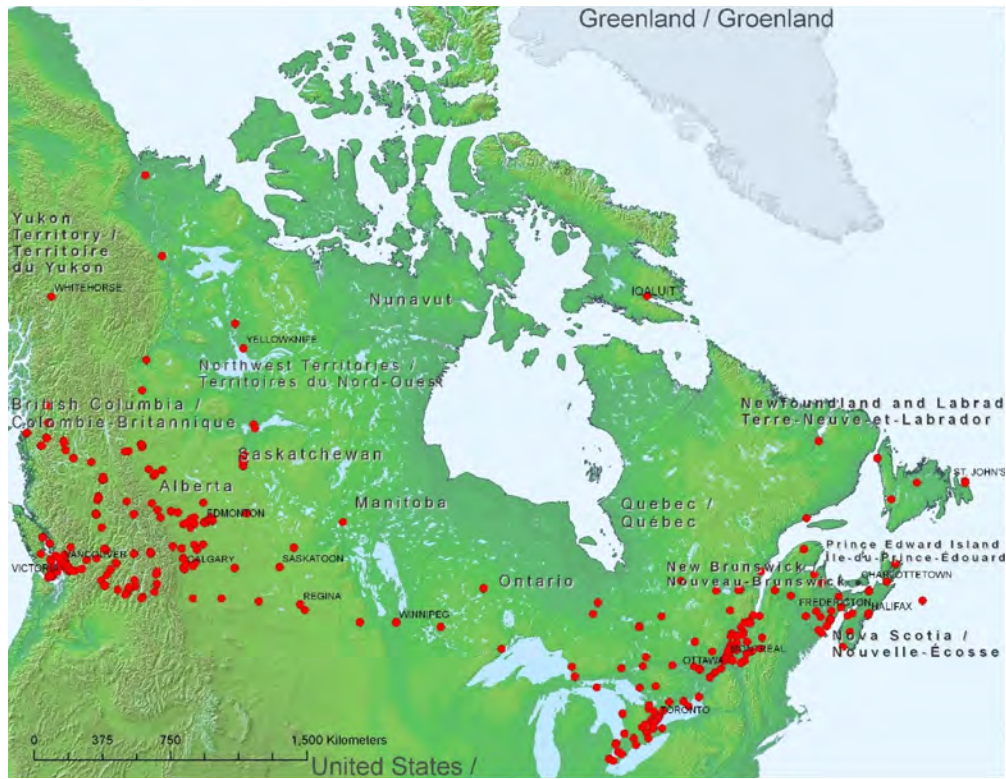 Greenland / Groenland
Yukon
Territory /
Territoire
du Yukon
WHITEHORSE
IQALUIT
Nunavut
YELLOWKNIFE
Northwest Territories /
Territoires du Nord-Ouest
British Columbia /
Colombie-Britannique
Newfoundland and Labrad
Terre-Neuve-et-Labrador
Saskatchewan
ST. JOHN'S
Alberta
Manitoba
Quebec /
Québec
EDMONTON
VANCOUVER
VICTORIA
CALGARY
SASKATOON
Prince Edward Island
Île-du-Prince-Édouard
New Brunswick /
Nouveau-Brunswick
CHARLOTTETOWN
Ontario
REGINA
WINNIPEG
FREDERICTON
HALIFAX
Nova Scotia /
Nouvelle-Écosse
OTTAWA
MONTREAL
TORONTO
0 375 750 1,500 Kilometers
United States /